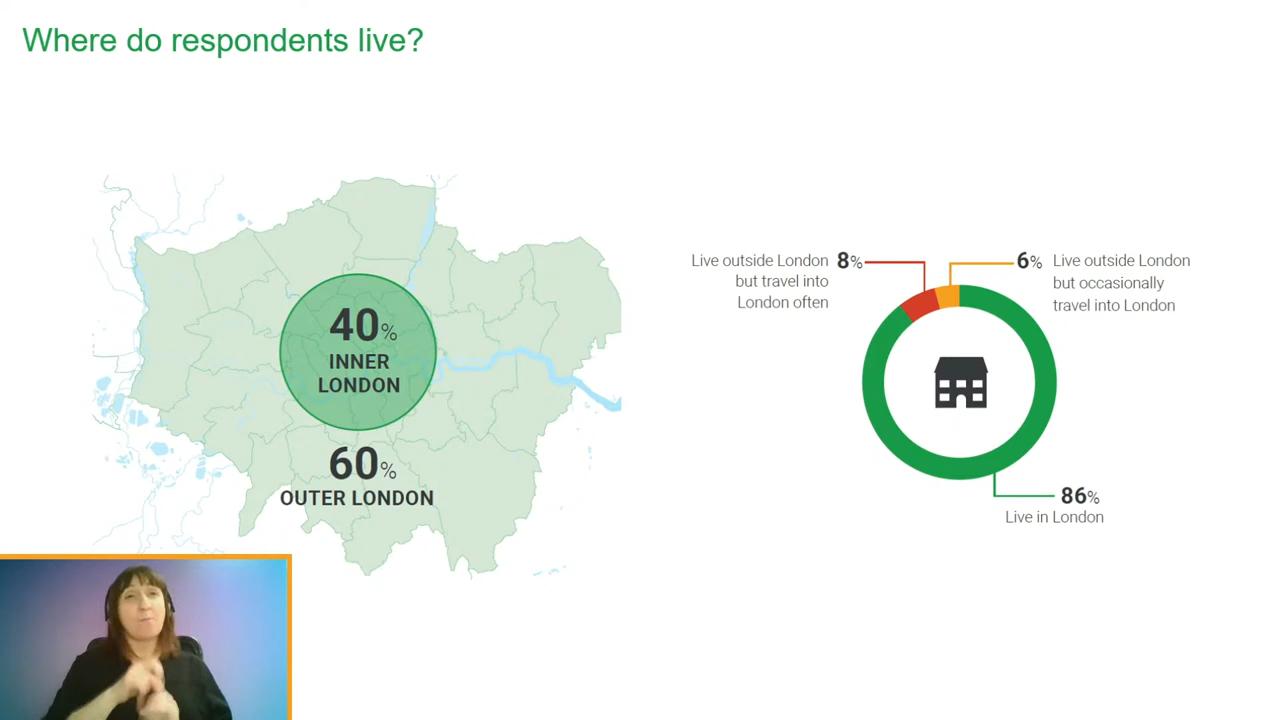 Where do respondents live?
40%
INNER
LONDON
60%
OUTER LONDON
Live outside London 8%
but travel into
London often
6% Live outside London
but occasionally
travel into London
86%
Live in London